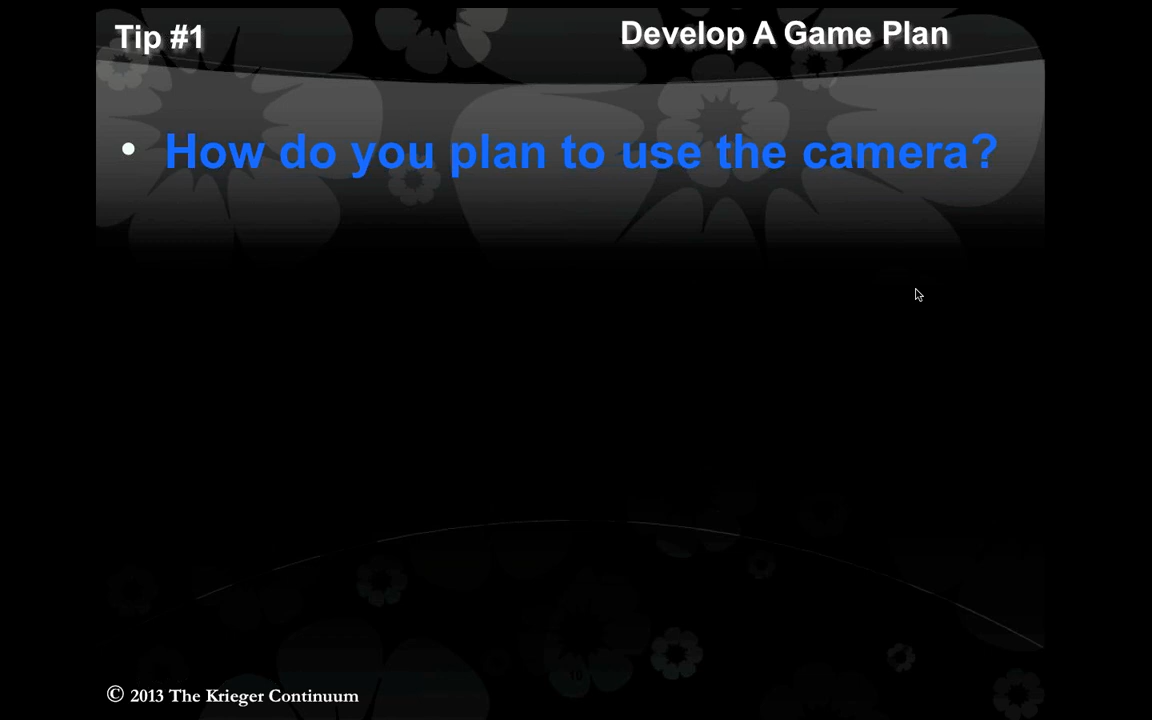 Tip #1
Develop A Game Plan
• How do you plan to use the camera?
© 2013 The Krieger Continuum